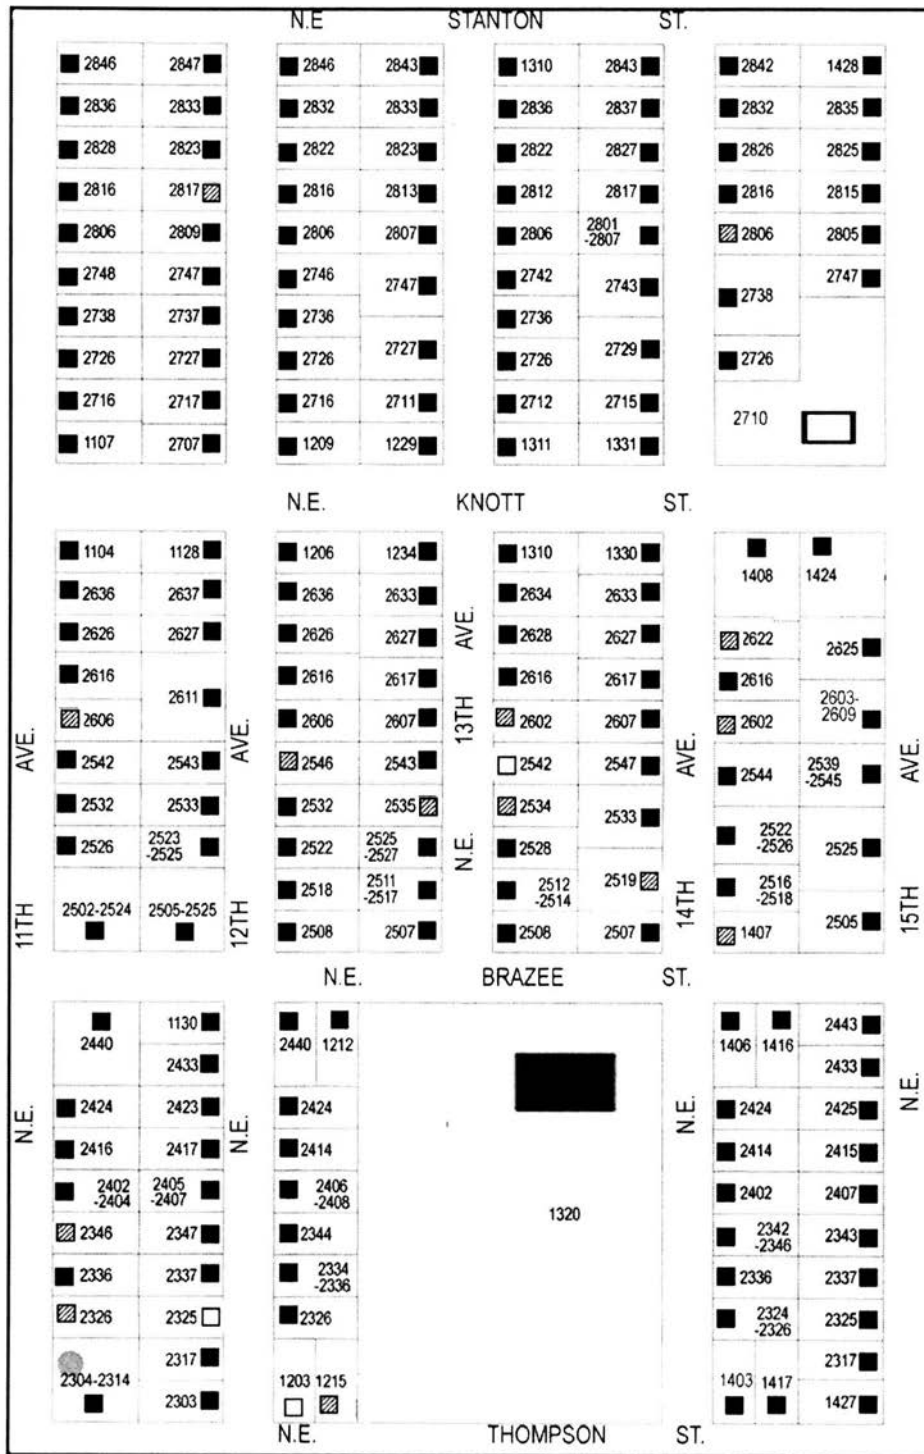 N.E STANTON ST.
2846 2847 2846 2843 1310 2843 2842 1428
2836 2833 2832 2833 2836 2837 2832 2835
2828 2823 2822 2823 2822 2827 2826 2825
2816 2817 2816 2813 2812 2817 2816 2815
2806 2809 2806 2807 2806 2801
-2807 2806 2805
2748 2747 2746 2747 2742 2743 2738 2747
2738 2737 2736 2736
2726 2727 2726 2727 2726 2729 2726
2716 2717 2716 2711 2712 2715 2710
1107 2707 1209 1229 1311 1331
N.E. KNOTT ST.
1104 1128 1206 1234 1310 1330 1408 1424
2636 2637 2636 2633 2634 2633
2626 2627 2626 2627 2628 2627 2622 2625
2616 2611 2616 2617 2616 2617 2616 2603-
2609
2606 2606 2607 2602 2607 2602
2542 2543 2546 2543 2542 2547 2544 2539
-2545
2532 2533 2532 2535 2534 2533
2526 2523
-2525 2522 2525
-2527 2528 2522
-2526 2525
2518 2511
-2517 2512
-2514 2519 2516
-2518
2502-2524 2505-2525 2508 2507 2508 2507 1407 2505
11TH AVE.
12TH AVE.
N.E. 13TH AVE.
14TH AVE.
15TH AVE
N.E. BRAZEE ST.
2440 1130 2440 1212 1406 1416 2443
2433 2433
2424 2423 2424 2424 2425
2416 2417 2414 2414 2415
2402
-2404 2405
-2407 2406
-2408 2402 2407
2346 2347 2344 1320 2342
-2346 2343
2336 2337 2334
-2336 2336 2337
2326 2325 2326 2324
-2326 2325
2304-2314 2317 1203 1215 1403 1417 2317
2303 1427
N.E.
N.E.
N.E.
N.E.
N.E. THOMPSON ST.